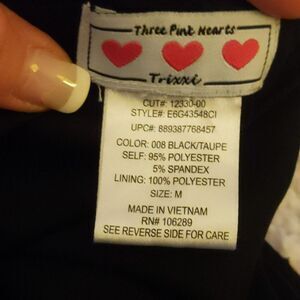 Three Pink Hearts
Trixxi
CUT#: 12330-00
STYLE#: E6G43548CI
UPC#: 889387768457
COLOR: 008 BLACK/TAUPE
SELF: 95% POLYESTER
5% SPANDEX
LINING: 100% POLYESTER
SIZE: M
MADE IN VIETNAM
RN# 106289
SEE REVERSE SIDE FOR CARE